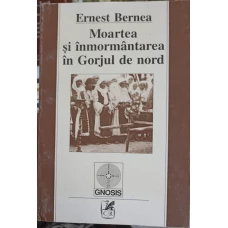 Ernest Bernea
Moartea
și înmormântarea
în Gorjul de nord
GNOSIS